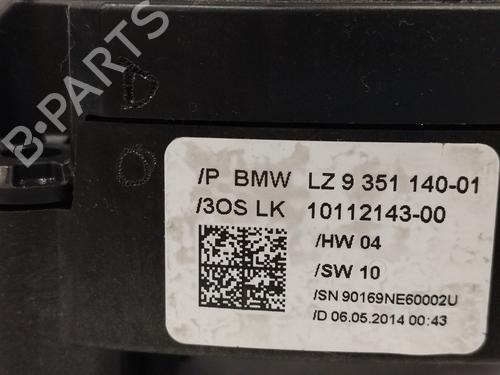 B-PARTS
/P BMW LZ 9 351 140-01
/3OS LK 10112143-00
/HW 04
/SW 10
/SN 90169NE60002U
/D 06.05.2014 00:43